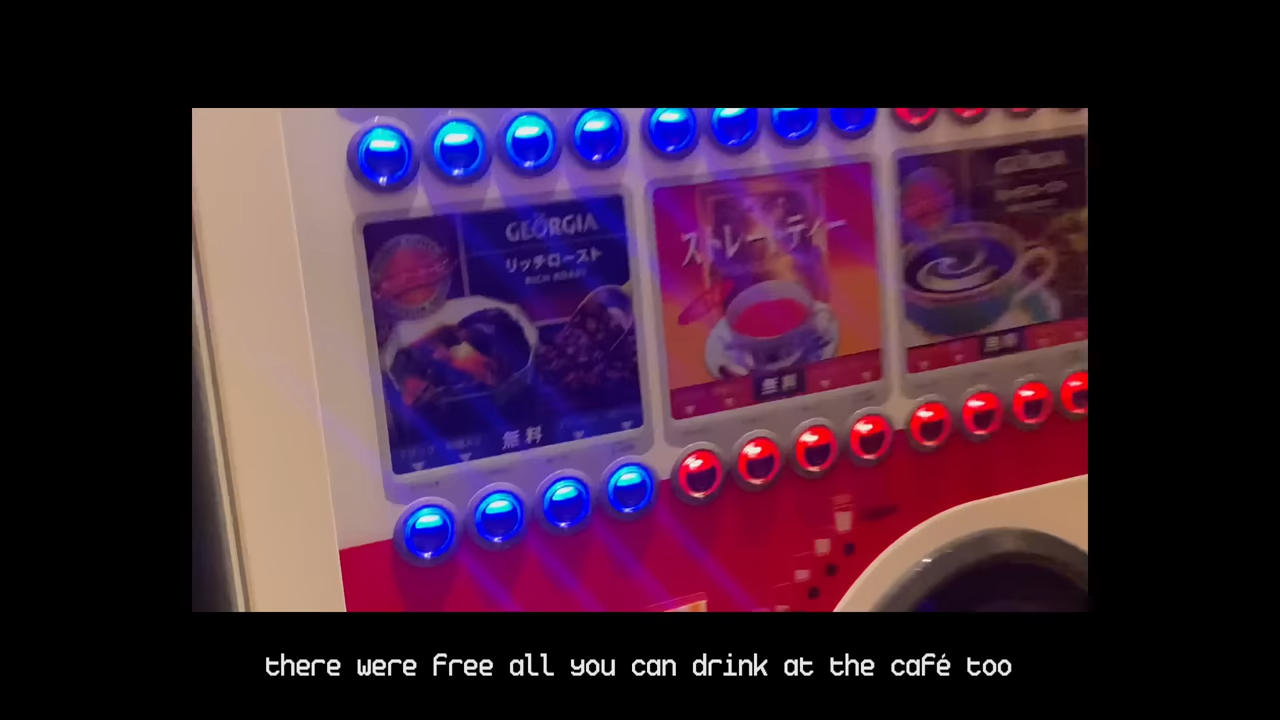 GEORGIA
リッチロースト
RICH ROAST
無料
ストレートティー
無料
GEORGIA
無料
there were free all you can drink at the café too